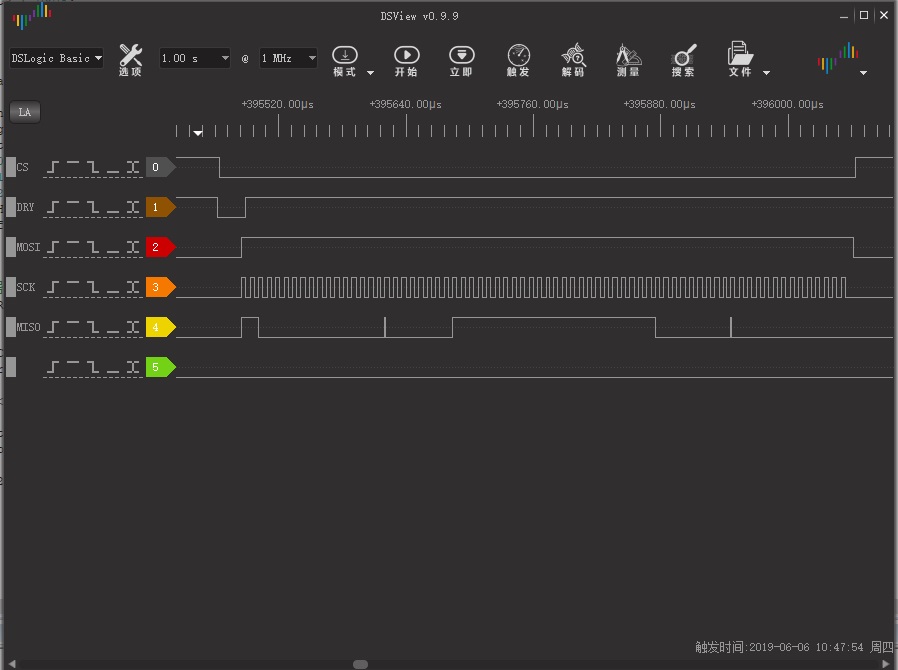 DSView v0.9.9
DSLogic Basic
选项
1.00 s
@
1 MHz
模式
开始
立即
触发
解码
测量
搜索
文件
LA
+395520.00μs
+395640.00μs
+395760.00μs
+395880.00μs
+396000.00μs
CS
0
DRY
1
MOSI
2
SCK
3
MISO
4
5
触发时间:2019-06-06 10:47:54 周四